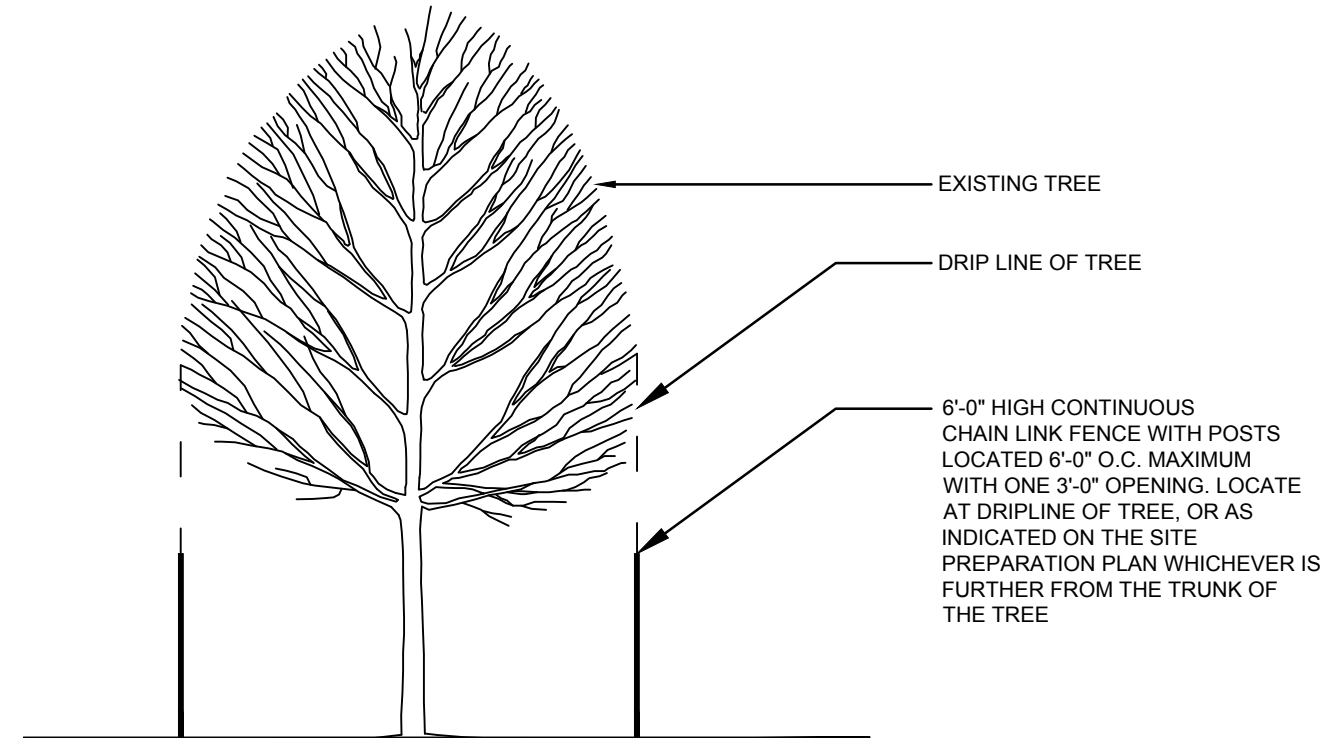 EXISTING TREE
DRIP LINE OF TREE
6'-0" HIGH CONTINUOUS
CHAIN LINK FENCE WITH POSTS
LOCATED 6'-0" O.C. MAXIMUM
WITH ONE 3'-0" OPENING. LOCATE
AT DRIPLINE OF TREE, OR AS
INDICATED ON THE SITE
PREPARATION PLAN WHICHEVER IS
FURTHER FROM THE TRUNK OF
THE TREE